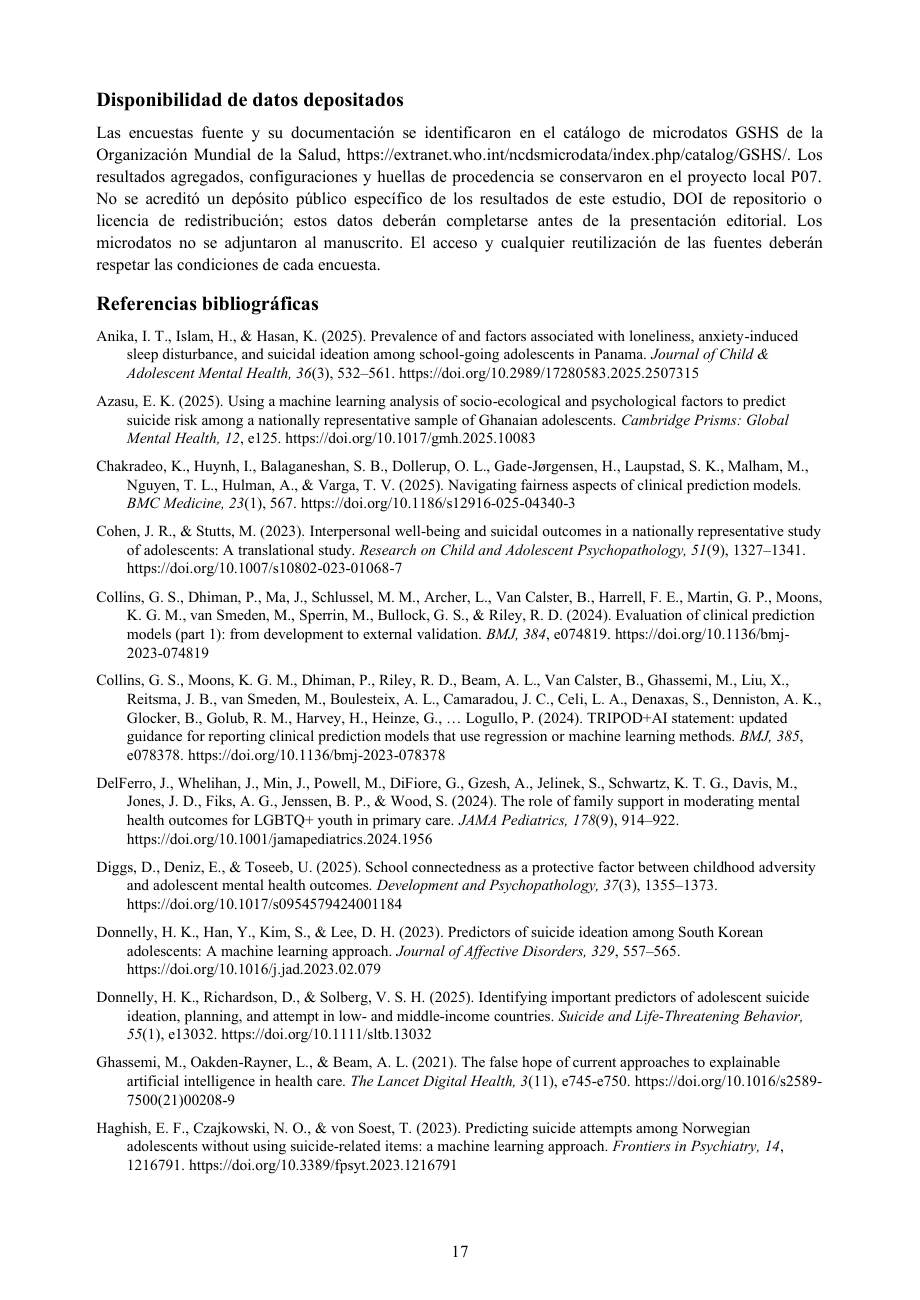 Disponibilidad de datos depositados
Las encuestas fuente y su documentación se identificaron en el catálogo de microdatos GSHS de la
Organización Mundial de la Salud, https://extranet.who.int/ncdsmicrodata/index.php/catalog/GSHS/. Los
resultados agregados, configuraciones y huellas de procedencia se conservaron en el proyecto local P07.
No se acreditó un depósito público específico de los resultados de este estudio, DOI de repositorio o
licencia de redistribución; estos datos deberán completarse antes de la presentación editorial. Los
microdatos no se adjuntaron al manuscrito. El acceso y cualquier reutilización de las fuentes deberán
respetar las condiciones de cada encuesta.
Referencias bibliográficas
Anika, I. T., Islam, H., & Hasan, K. (2025). Prevalence of and factors associated with loneliness, anxiety-induced
sleep disturbance, and suicidal ideation among school-going adolescents in Panama. Journal of Child &
Adolescent Mental Health, 36(3), 532–561. https://doi.org/10.2989/17280583.2025.2507315
Azasu, E. K. (2025). Using a machine learning analysis of socio-ecological and psychological factors to predict
suicide risk among a nationally representative sample of Ghanaian adolescents. Cambridge Prisms: Global
Mental Health, 12, e125. https://doi.org/10.1017/gmh.2025.10083
Chakradeo, K., Huynh, I., Balaganeshan, S. B., Dollerup, O. L., Gade-Jørgensen, H., Laupstad, S. K., Malham, M.,
Nguyen, T. L., Hulman, A., & Varga, T. V. (2025). Navigating fairness aspects of clinical prediction models.
BMC Medicine, 23(1), 567. https://doi.org/10.1186/s12916-025-04340-3
Cohen, J. R., & Stutts, M. (2023). Interpersonal well-being and suicidal outcomes in a nationally representative study
of adolescents: A translational study. Research on Child and Adolescent Psychopathology, 51(9), 1327–1341.
https://doi.org/10.1007/s10802-023-01068-7
Collins, G. S., Dhiman, P., Ma, J., Schlussel, M. M., Archer, L., Van Calster, B., Harrell, F. E., Martin, G. P., Moons,
K. G. M., van Smeden, M., Sperrin, M., Bullock, G. S., & Riley, R. D. (2024). Evaluation of clinical prediction
models (part 1): from development to external validation. BMJ, 384, e074819. https://doi.org/10.1136/bmj-
2023-074819
Collins, G. S., Moons, K. G. M., Dhiman, P., Riley, R. D., Beam, A. L., Van Calster, B., Ghassemi, M., Liu, X.,
Reitsma, J. B., van Smeden, M., Boulesteix, A. L., Camaradou, J. C., Celi, L. A., Denaxas, S., Denniston, A. K.,
Glocker, B., Golub, R. M., Harvey, H., Heinze, G., … Logullo, P. (2024). TRIPOD+AI statement: updated
guidance for reporting clinical prediction models that use regression or machine learning methods. BMJ, 385,
e078378. https://doi.org/10.1136/bmj-2023-078378
DelFerro, J., Whelihan, J., Min, J., Powell, M., DiFiore, G., Gzesh, A., Jelinek, S., Schwartz, K. T. G., Davis, M.,
Jones, J. D., Fiks, A. G., Jenssen, B. P., & Wood, S. (2024). The role of family support in moderating mental
health outcomes for LGBTQ+ youth in primary care. JAMA Pediatrics, 178(9), 914–922.
https://doi.org/10.1001/jamapediatrics.2024.1956
Diggs, D., Deniz, E., & Toseeb, U. (2025). School connectedness as a protective factor between childhood adversity
and adolescent mental health outcomes. Development and Psychopathology, 37(3), 1355–1373.
https://doi.org/10.1017/s0954579424001184
Donnelly, H. K., Han, Y., Kim, S., & Lee, D. H. (2023). Predictors of suicide ideation among South Korean
adolescents: A machine learning approach. Journal of Affective Disorders, 329, 557–565.
https://doi.org/10.1016/j.jad.2023.02.079
Donnelly, H. K., Richardson, D., & Solberg, V. S. H. (2025). Identifying important predictors of adolescent suicide
ideation, planning, and attempt in low- and middle-income countries. Suicide and Life-Threatening Behavior,
55(1), e13032. https://doi.org/10.1111/sltb.13032
Ghassemi, M., Oakden-Rayner, L., & Beam, A. L. (2021). The false hope of current approaches to explainable
artificial intelligence in health care. The Lancet Digital Health, 3(11), e745-e750. https://doi.org/10.1016/s2589-
7500(21)00208-9
Haghish, E. F., Czajkowski, N. O., & von Soest, T. (2023). Predicting suicide attempts among Norwegian
adolescents without using suicide-related items: a machine learning approach. Frontiers in Psychiatry, 14,
1216791. https://doi.org/10.3389/fpsyt.2023.1216791
17